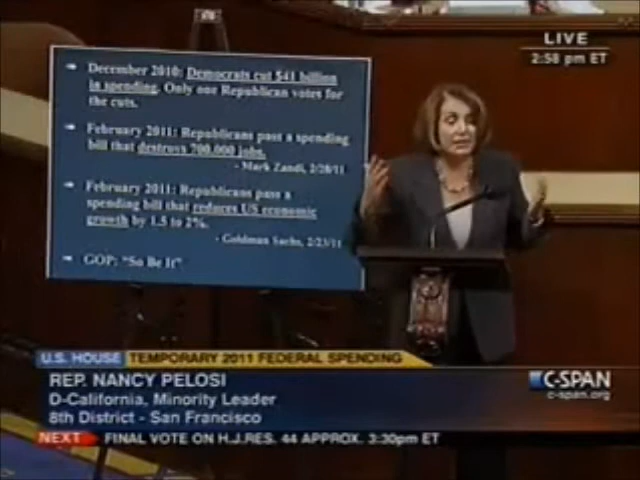 LIVE
2:58 pm ET
December 2010: Democrats cut $41 billion
in spending. Only one Republican votes for
the cuts.
February 2011: Republicans pass a spending
bill that destroys 700,000 jobs.
- Mark Zandi, 2/28/11
February 2011: Republicans pass a
spending bill that reduces US economic
growth by 1.5 to 2%.
- Goldman Sachs, 2/23/11
GOP: "So Be It"
U.S. HOUSE TEMPORARY 2011 FEDERAL SPENDING
REP. NANCY PELOSI
D-California, Minority Leader
8th District - San Francisco
C-SPAN
c-span.org
NEXT FINAL VOTE ON H.J.RES. 44 APPROX. 3:30pm ET